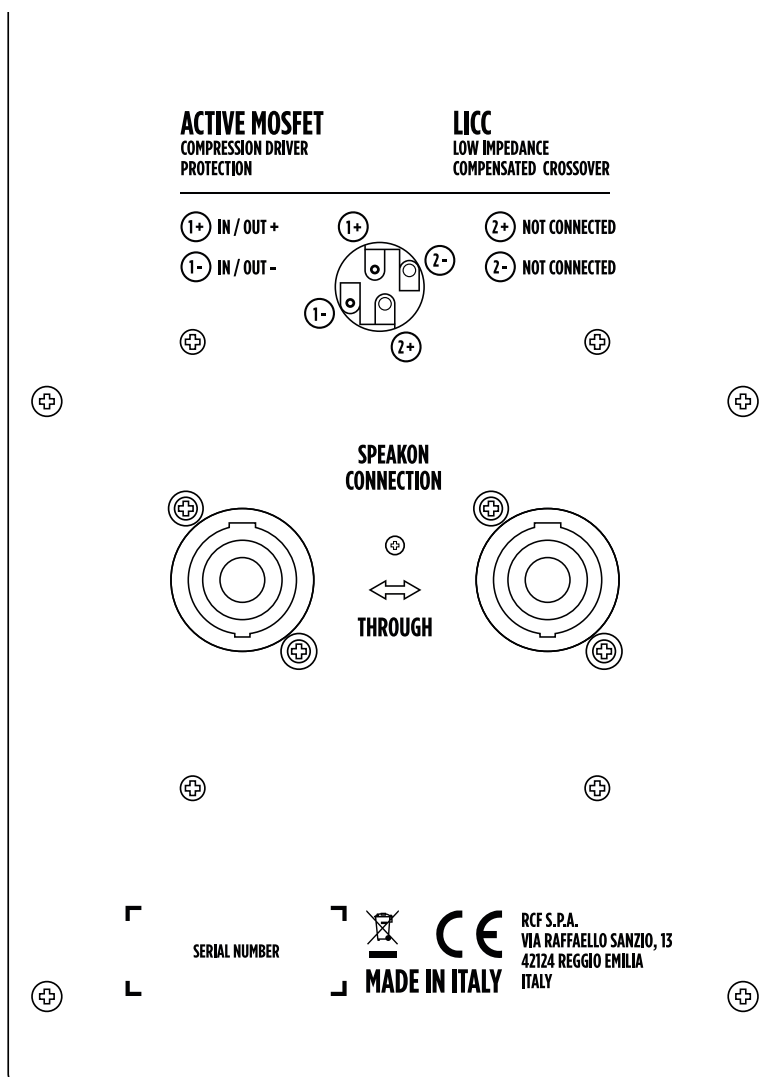 ACTIVE MOSFET
COMPRESSION DRIVER
PROTECTION
LICC
LOW IMPEDANCE
COMPENSATED CROSSOVER
1+ IN / OUT +
1- IN / OUT -
1+
2-
1-
2+
2+ NOT CONNECTED
2- NOT CONNECTED
SPEAKON
CONNECTION
THROUGH
SERIAL NUMBER
CE
MADE IN ITALY
RCF S.P.A.
VIA RAFFAELLO SANZIO, 13
42124 REGGIO EMILIA
ITALY